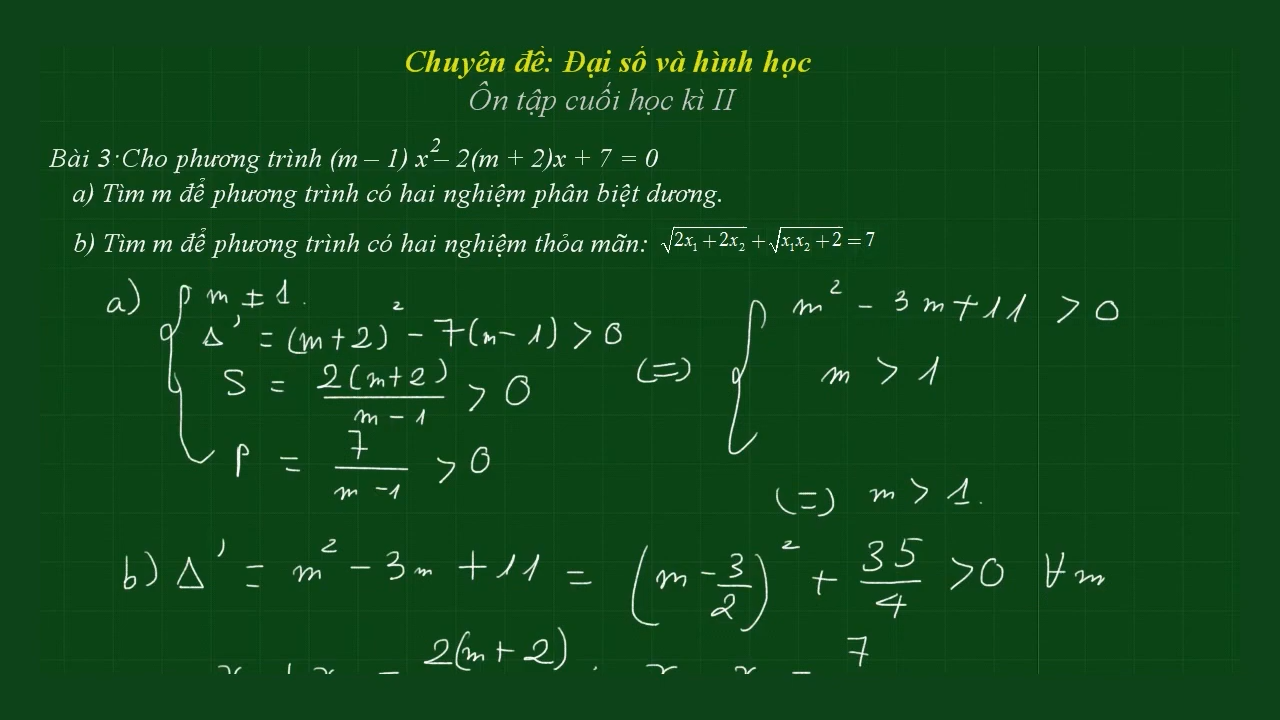 Chuyên đề: Đại số và hình học
Ôn tập cuối học kì II
Bài 3: Cho phương trình (m – 1) x² – 2(m + 2)x + 7 = 0
a) Tìm m để phương trình có hai nghiệm phân biệt dương.
b) Tìm m để phương trình có hai nghiệm thỏa mãn: √(2x₁ + 2x₂) + √(x₁x₂ + 2) = 7
a) { m ≠ 1.
Δ' = (m+2)² - 7(m-1) > 0
S = 2(m+2)/(m-1) > 0
P = 7/(m-1) > 0
(=) { m² - 3m + 11 > 0
m > 1
(=) m > 1.
b) Δ' = m² - 3m + 11 = (m - 3/2)² + 35/4 > 0 ∀m
2(m+2) 7